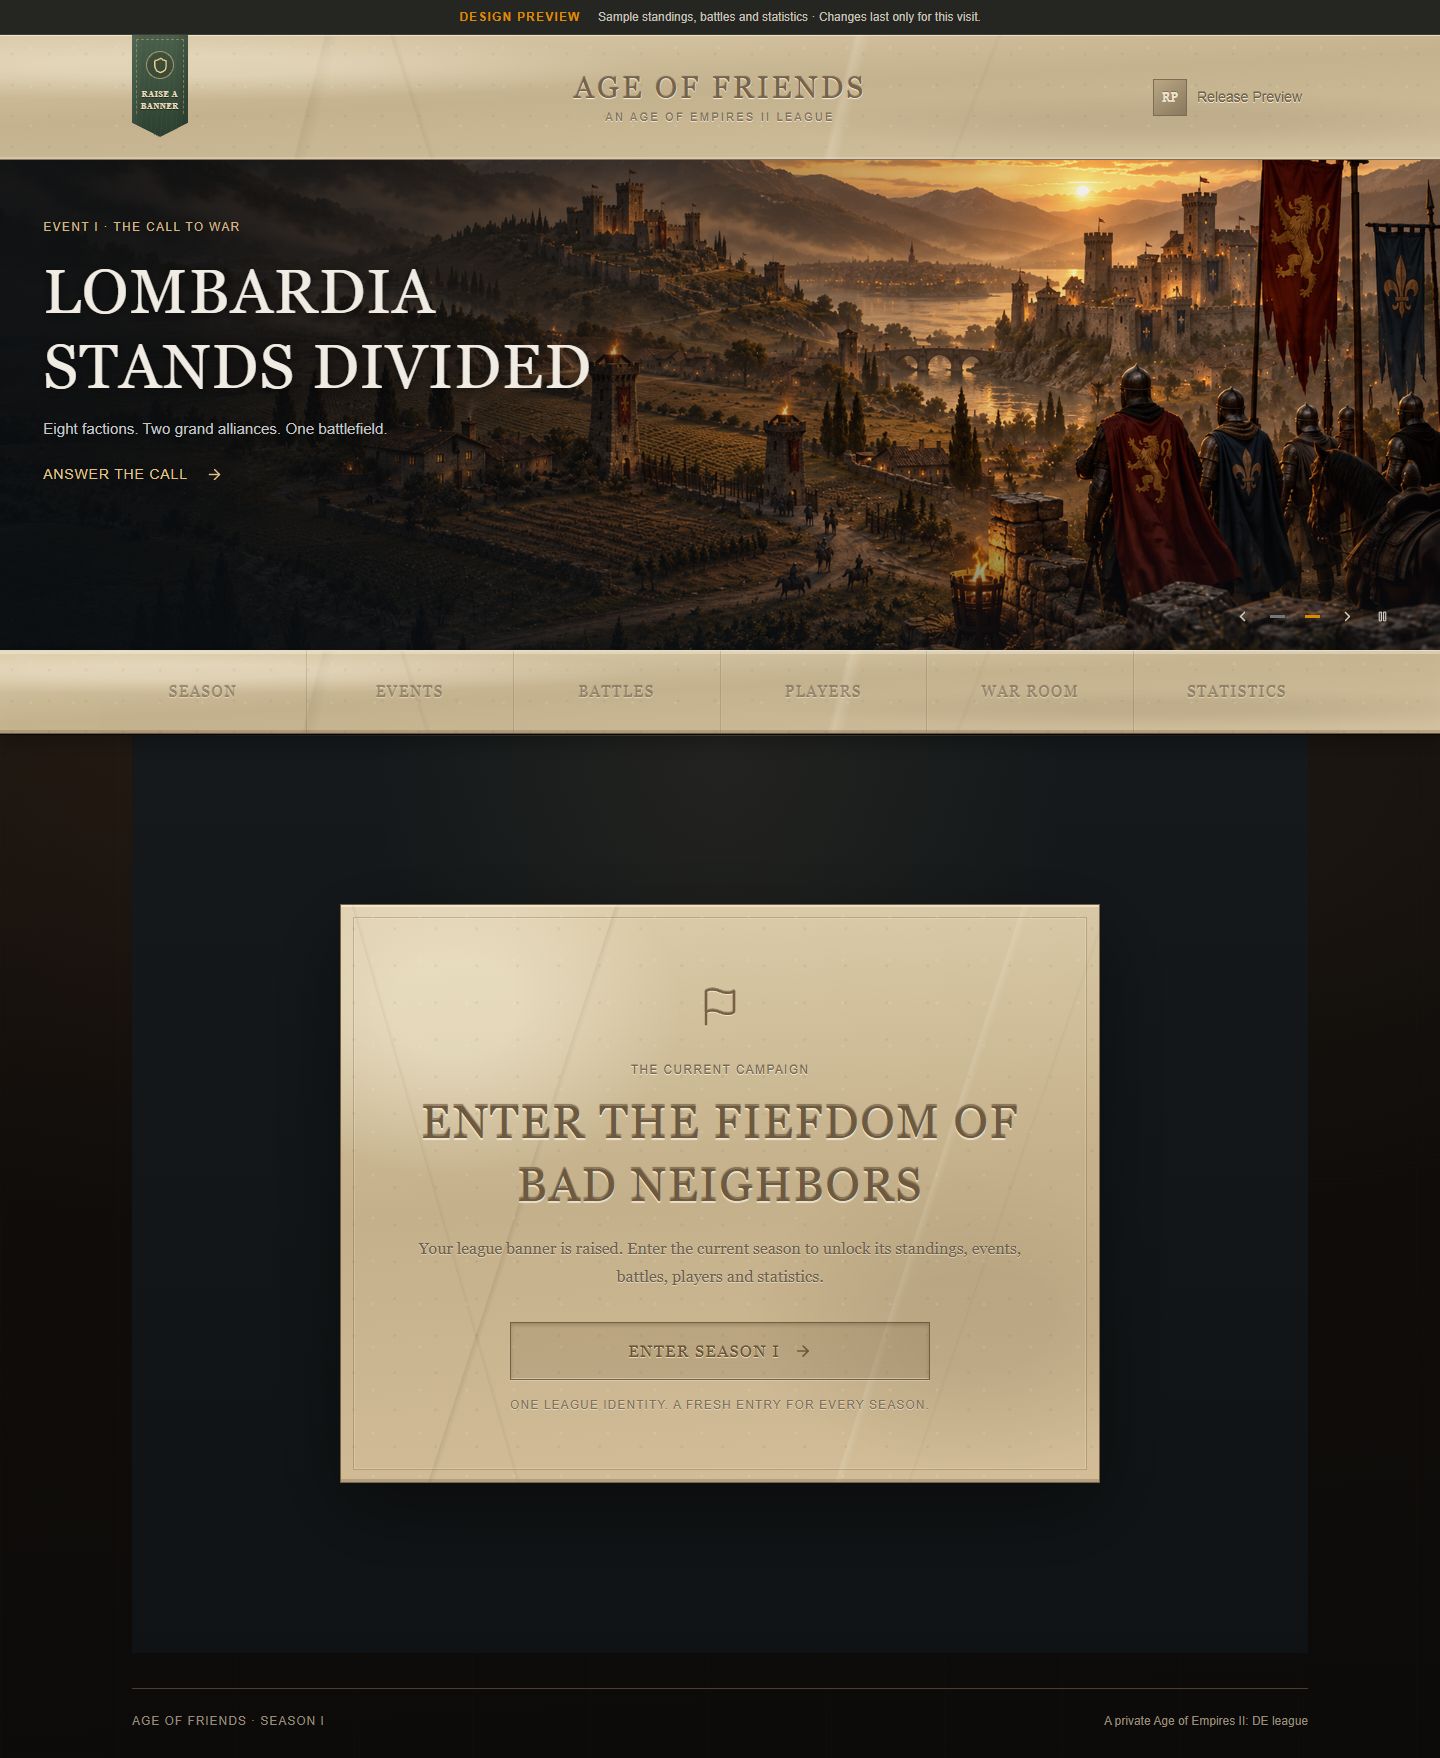 DESIGN PREVIEW Sample standings, battles and statistics · Changes last only for this visit.
RAISE A
BANNER
AGE OF FRIENDS
AN AGE OF EMPIRES II LEAGUE
RP Release Preview
EVENT I · THE CALL TO WAR
LOMBARDIA
STANDS DIVIDED
Eight factions. Two grand alliances. One battlefield.
ANSWER THE CALL →
SEASON EVENTS BATTLES PLAYERS WAR ROOM STATISTICS
THE CURRENT CAMPAIGN
ENTER THE FIEFDOM OF
BAD NEIGHBORS
Your league banner is raised. Enter the current season to unlock its standings, events,
battles, players and statistics.
ENTER SEASON I →
ONE LEAGUE IDENTITY. A FRESH ENTRY FOR EVERY SEASON.
AGE OF FRIENDS · SEASON I
A private Age of Empires II: DE league